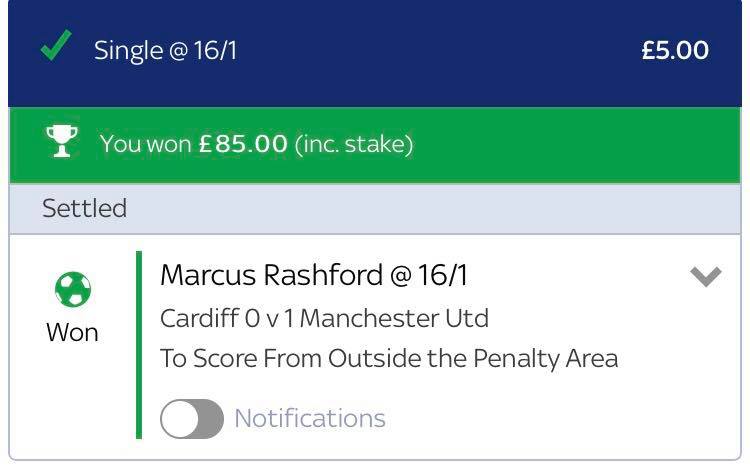 Single @ 16/1 £5.00
You won £85.00 (inc. stake)
Settled
Marcus Rashford @ 16/1
Won
Cardiff 0 v 1 Manchester Utd
To Score From Outside the Penalty Area
Notifications